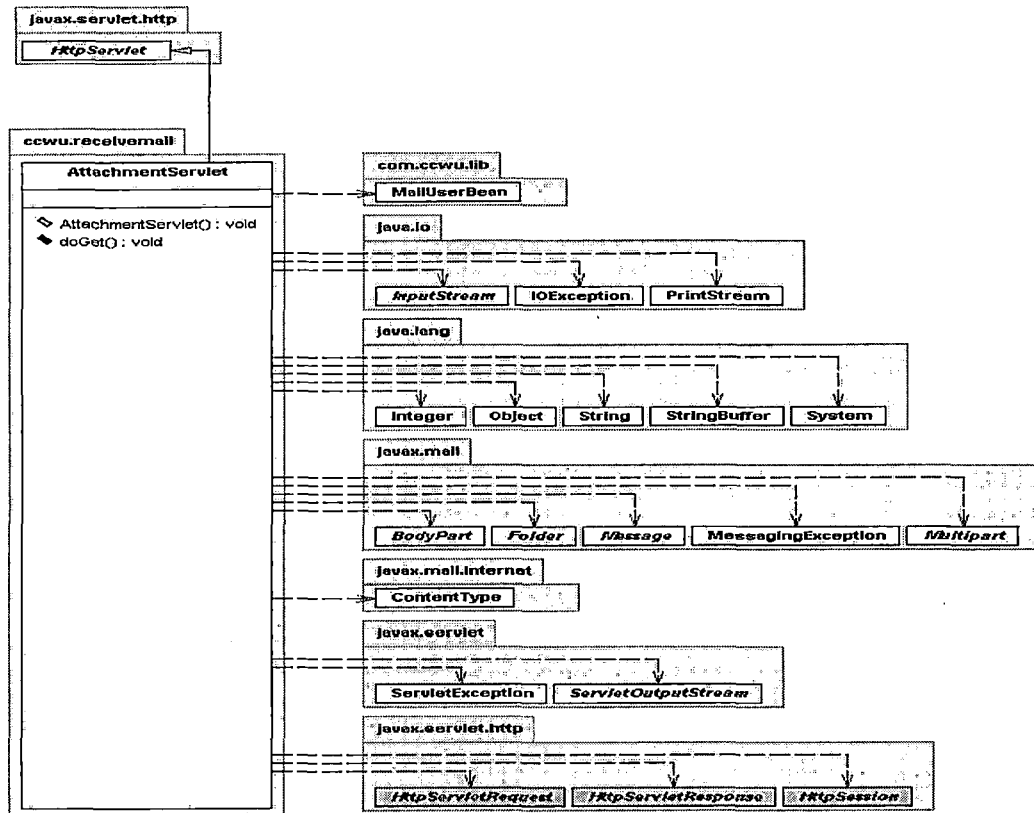 javax.servlet.http
HttpServlet
ccwu.receivemail
AttachmentServlet
AttachmentServlet() : void
doGet() : void
com.ccwu.lib
MailUserBean
java.io
InputStream IOException PrintStream
java.lang
Integer Object String StringBuffer System
javax.mail
BodyPart Folder Message MessagingException Multipart
javax.mail.internet
ContentType
javax.servlet
ServletException ServletOutputStream
javax.servlet.http
HttpServletRequest HttpServletResponse HttpSession